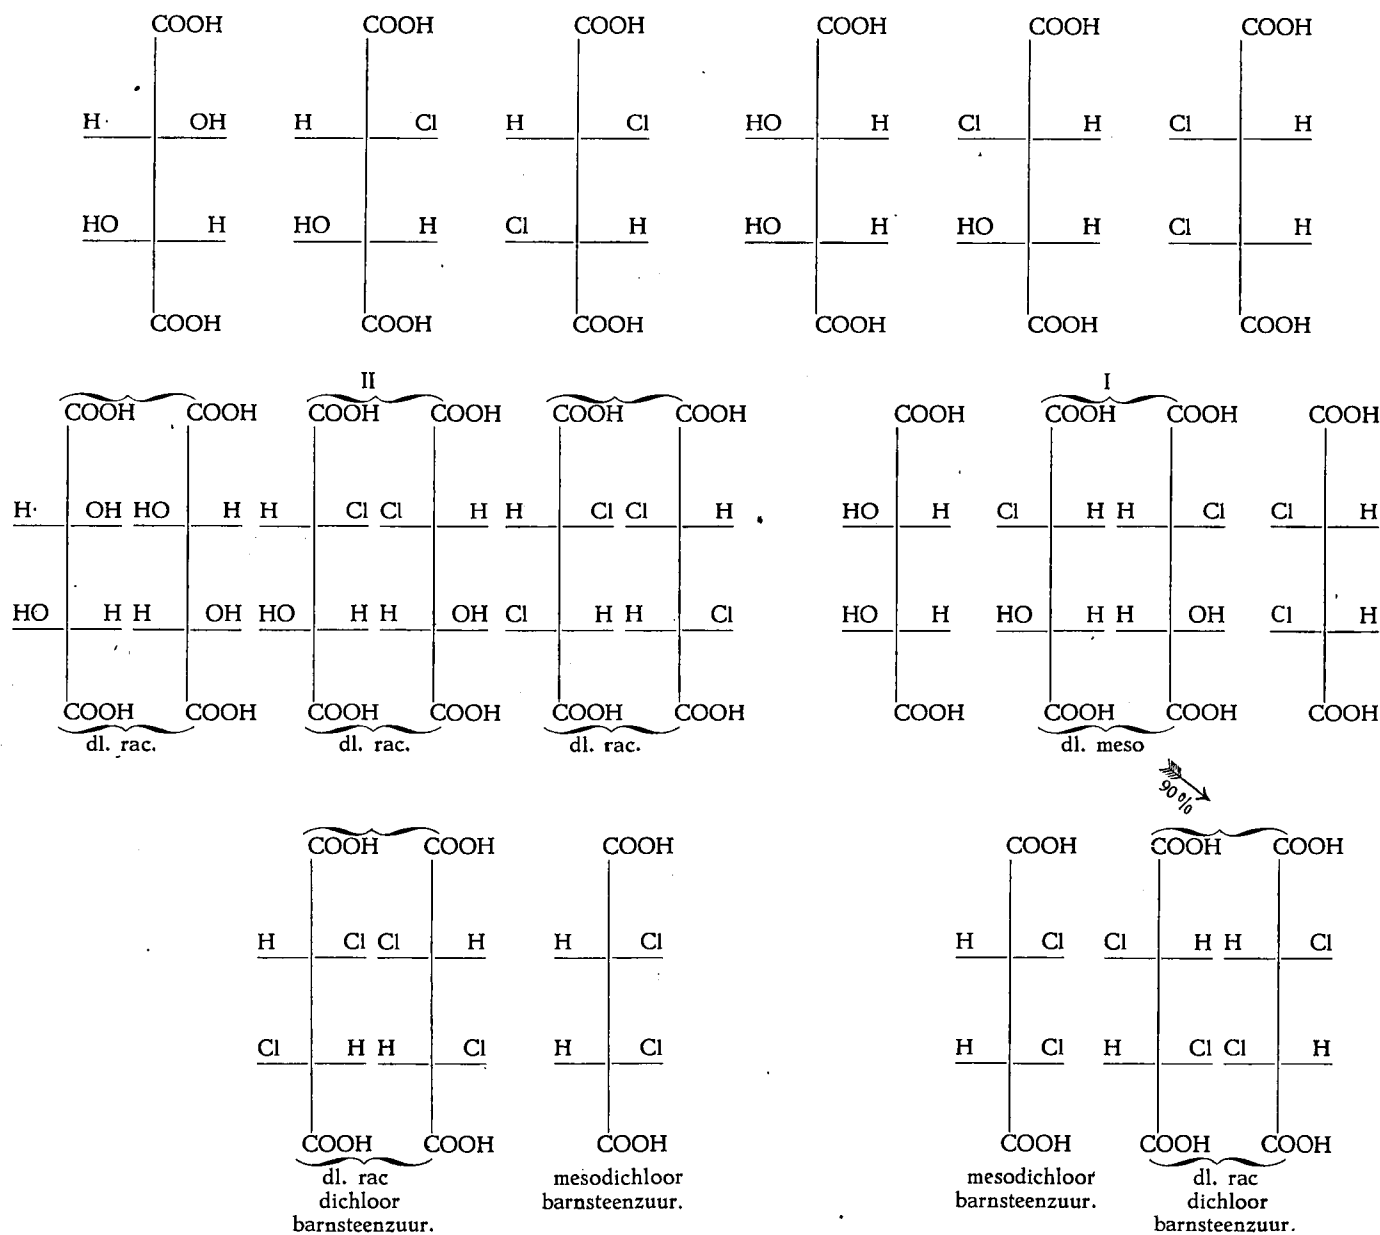 COOH COOH COOH COOH COOH COOH
H OH H Cl H Cl HO H Cl H Cl H
HO H HO H Cl H HO H HO H Cl H
COOH COOH COOH COOH COOH COOH
II I
COOH COOH COOH COOH COOH COOH COOH COOH COOH COOH
H OH HO H H Cl Cl H H Cl Cl H HO H Cl H H Cl Cl H
HO H H OH HO H H OH Cl H H Cl HO H HO H H OH Cl H
COOH COOH COOH COOH COOH COOH COOH COOH COOH COOH
dl. rac. dl. rac. dl. rac. dl. meso
90%
COOH COOH COOH COOH COOH COOH
H Cl Cl H H Cl H Cl Cl H H Cl
Cl H H Cl H Cl H Cl H Cl Cl H
COOH COOH COOH COOH COOH COOH
dl. rac
dichloor
barnsteenzuur.
mesodichloor
barnsteenzuur.
mesodichloor
barnsteenzuur.
dl. rac
dichloor
barnsteenzuur.